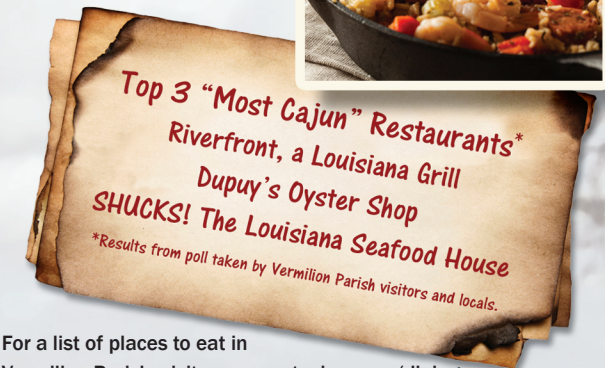 Top 3 “Most Cajun” Restaurants*
Riverfront, a Louisiana Grill
Dupuy’s Oyster Shop
SHUCKS! The Louisiana Seafood House
*Results from poll taken by Vermilion Parish visitors and locals.
For a list of places to eat in